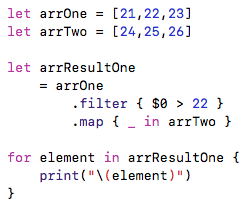 let arrOne = [21,22,23]
let arrTwo = [24,25,26]
let arrResultOne
= arrOne
.filter { $0 > 22 }
.map { _ in arrTwo }
for element in arrResultOne {
print("\(element)")
}